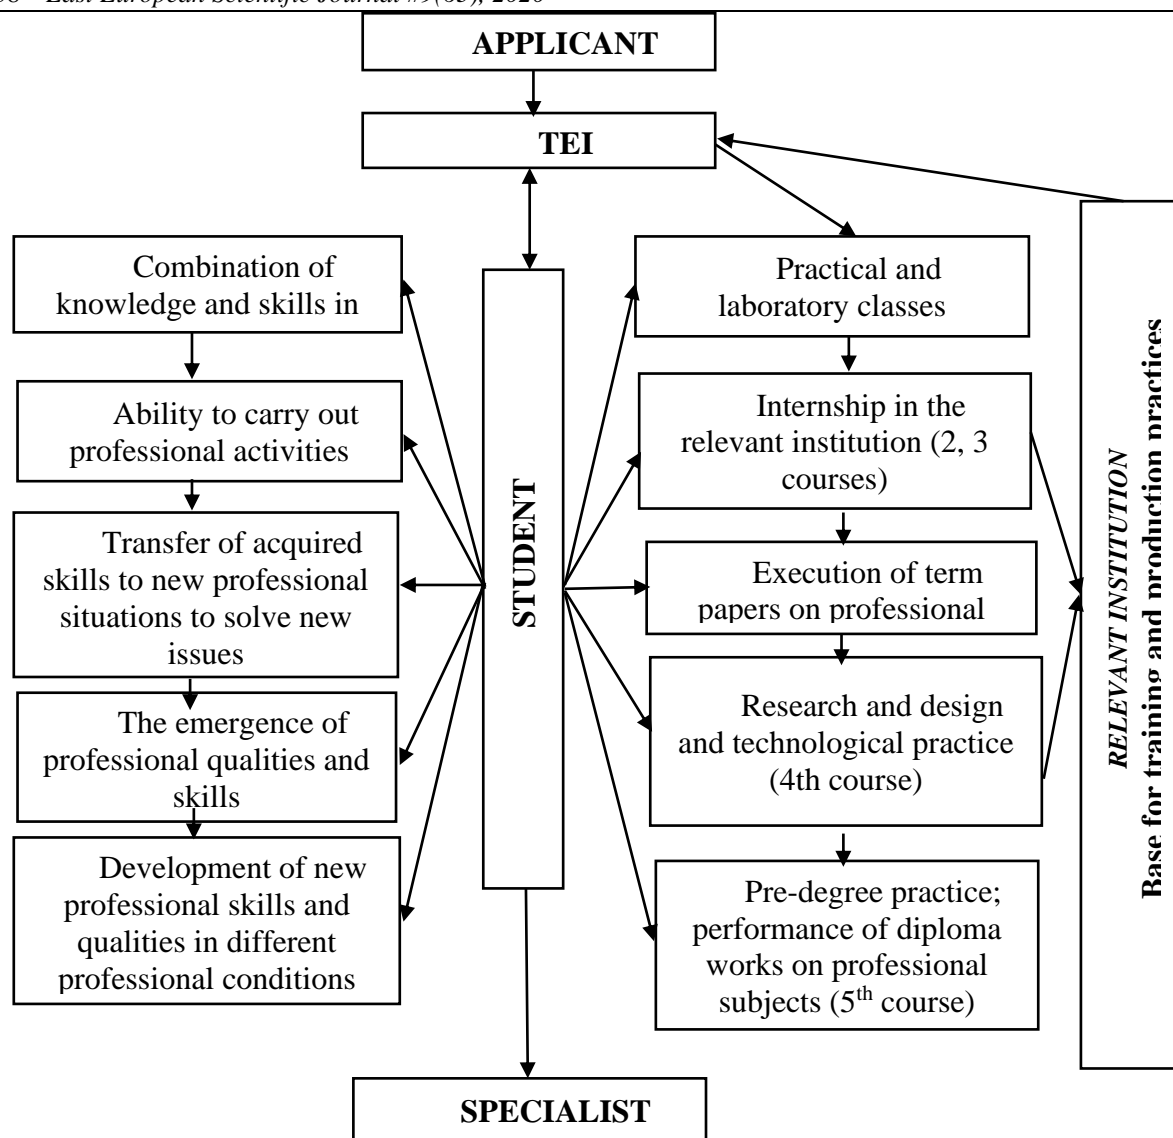 East European Scientific Journal #9(
APPLICANT
TEI
Combination of
knowledge and skills in
Ability to carry out
professional activities
Transfer of acquired
skills to new professional
situations to solve new
issues
The emergence of
professional qualities and
skills
Development of new
professional skills and
qualities in different
professional conditions
STUDENT
Practical and
laboratory classes
Internship in the
relevant institution (2, 3
courses)
Execution of term
papers on professional
Research and design
and technological practice
(4th course)
Pre-degree practice;
performance of diploma
works on professional
subjects (5th course)
RELEVANT INSTITUTION
Base for training and production practices
SPECIALIST